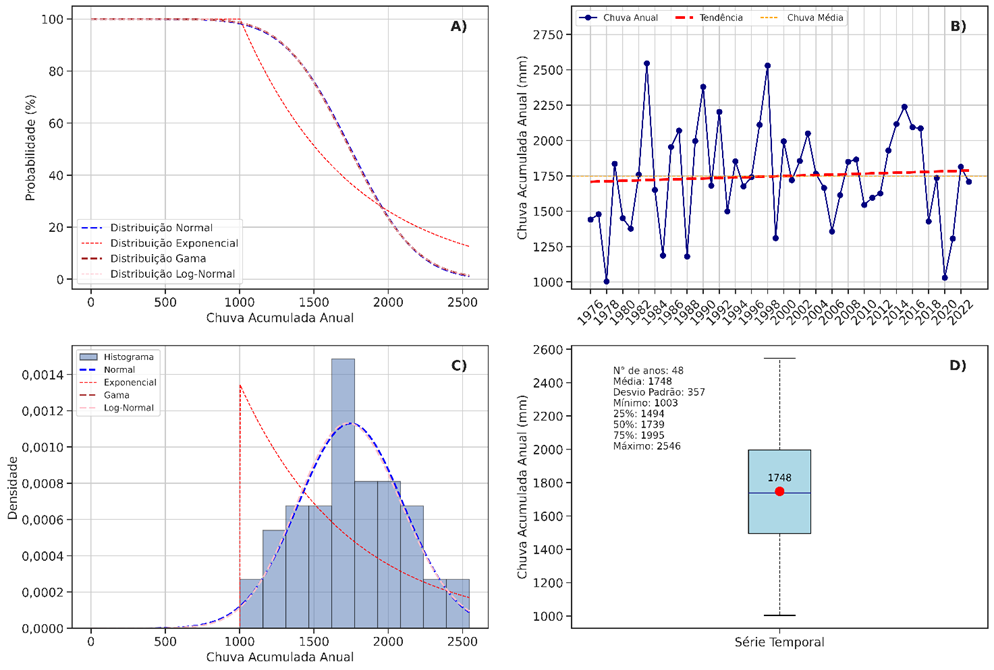 A)
100
80
60
40
20
0
Probabilidade (%)
Distribuição Normal
Distribuição Exponencial
Distribuição Gama
Distribuição Log-Normal
0
500
1000
1500
2000
2500
Chuva Acumulada Anual
Chuva Anual
Tendência
Chuva Média
B)
2750
2500
2250
2000
1750
1500
1250
1000
Chuva Acumulada Anual (mm)
1976
1978
1980
1982
1984
1986
1988
1990
1992
1994
1996
1998
2000
2002
2004
2006
2008
2010
2012
2014
2016
2018
2020
2022
Histograma
Normal
Exponencial
Gama
Log-Normal
C)
0,0014
0,0012
0,0010
0,0008
0,0006
0,0004
0,0002
0,0000
Densidade
0
500
1000
1500
2000
2500
Chuva Acumulada Anual
D)
N° de anos: 48
Média: 1748
Desvio Padrão: 357
Mínimo: 1003
25%: 1494
50%: 1739
75%: 1995
Máximo: 2546
1748
2600
2400
2200
2000
1800
1600
1400
1200
1000
Chuva Acumulada Anual (mm)
Série Temporal